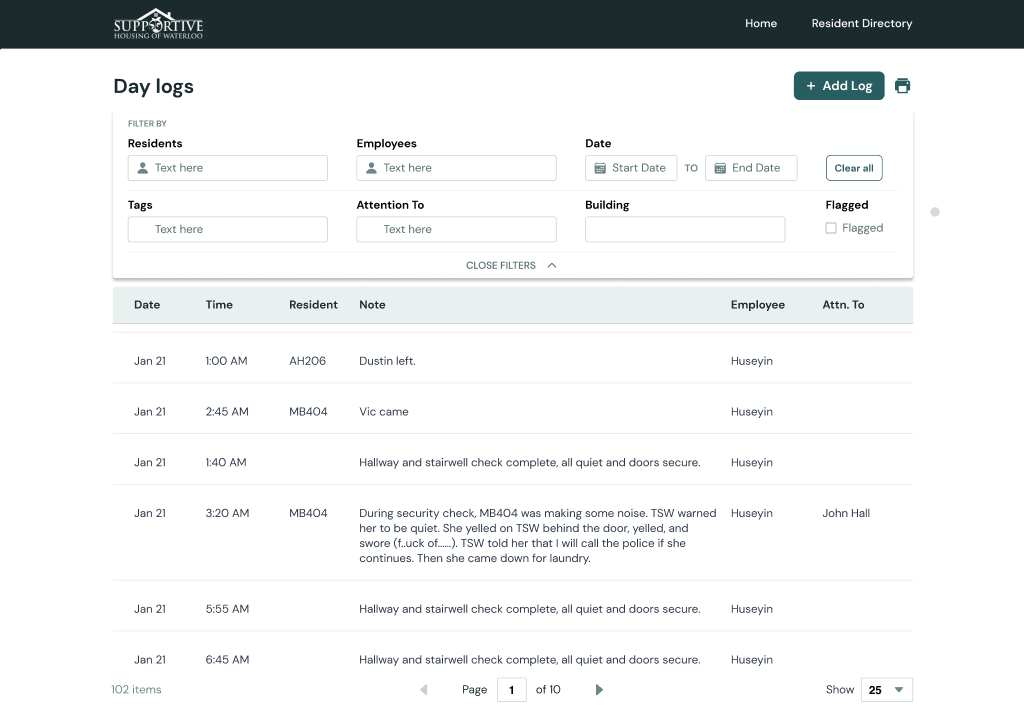 SUPPORTIVE
HOUSING OF WATERLOO
Home Resident Directory
Day logs
+ Add Log
FILTER BY
Residents Employees Date
Text here Text here Start Date TO End Date Clear all
Tags Attention To Building Flagged
Text here Text here Flagged
CLOSE FILTERS
Date Time Resident Note Employee Attn. To
Jan 21 1:00 AM AH206 Dustin left. Huseyin
Jan 21 2:45 AM MB404 Vic came Huseyin
Jan 21 1:40 AM Hallway and stairwell check complete, all quiet and doors secure. Huseyin
Jan 21 3:20 AM MB404 During security check, MB404 was making some noise. TSW warned Huseyin John Hall
her to be quiet. She yelled on TSW behind the door, yelled, and
swore (f..uck of......). TSW told her that I will call the police if she
continues. Then she came down for laundry.
Jan 21 5:55 AM Hallway and stairwell check complete, all quiet and doors secure. Huseyin
Jan 21 6:45 AM Hallway and stairwell check complete, all quiet and doors secure. Huseyin
102 items Page 1 of 10 Show 25